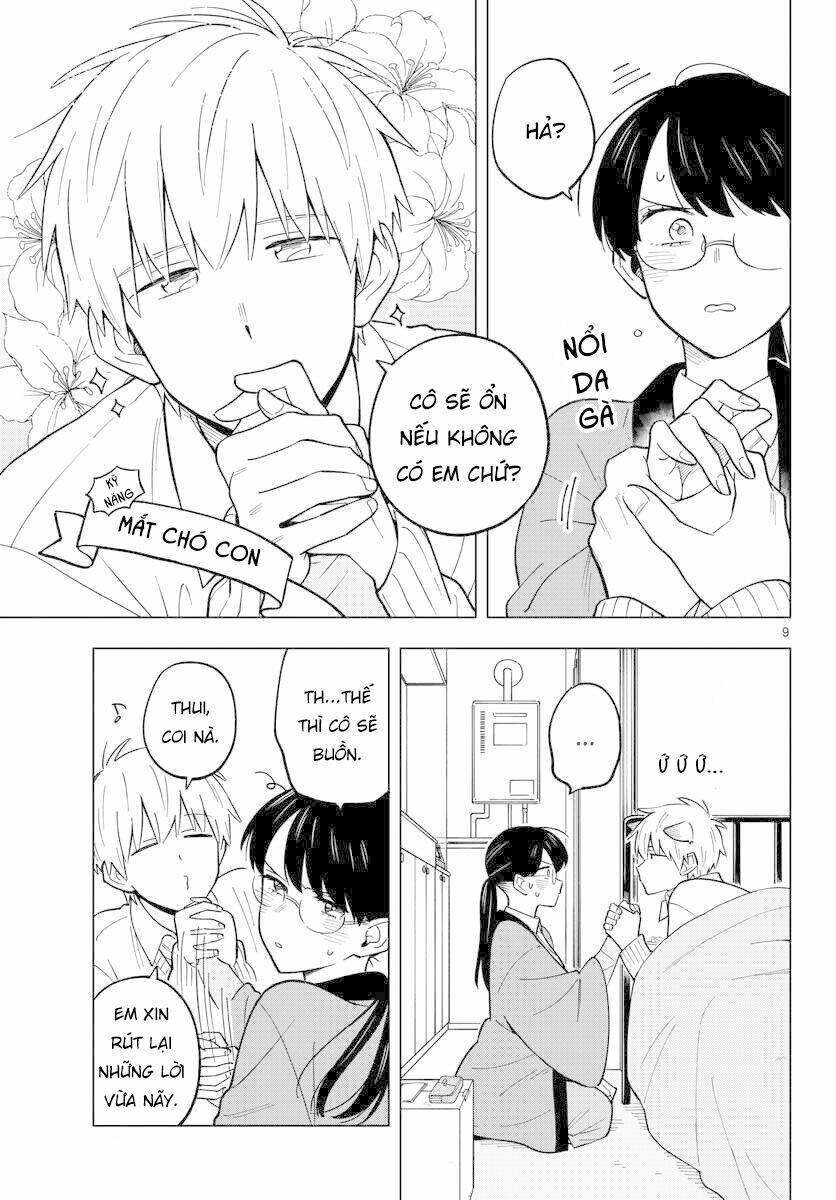 HẢ?
NỔI
DA
GÀ
CÔ SẼ ỔN
NẾU KHÔNG
CÓ EM CHỨ?
KỸ
NĂNG
MẮT CHÓ CON
9
...
Ứ Ứ Ứ...
TH...THẾ
THÌ CÔ SẼ
BUỒN.
THUI,
COI NÀ.
EM XIN
RÚT LẠI
NHỮNG LỜI
VỪA NÃY.